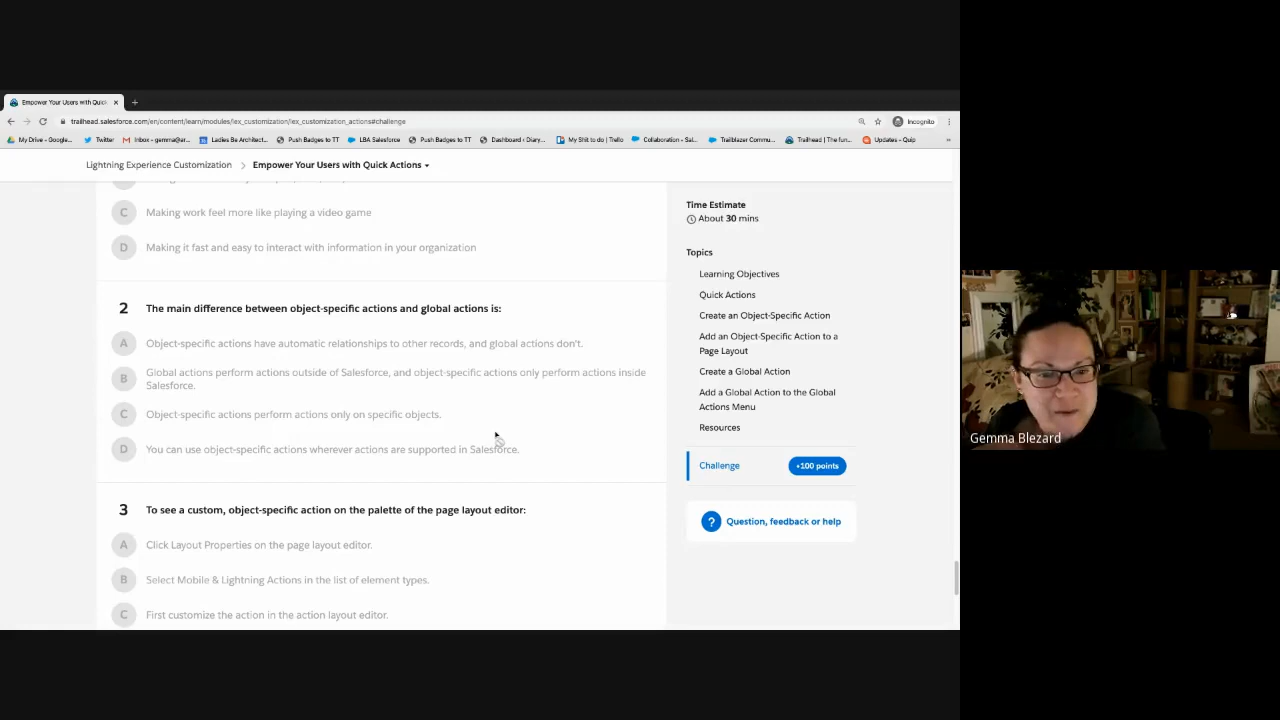 Empower Your Users with Quick
trailhead.salesforce.com/en/content/learn/modules/lex_customization/lex_customization_actions#challenge
Incognito
My Drive - Google...
Twitter
Inbox - gemma@ar...
Ladies Be Architect...
Push Badges to TT
LBA Salesforce
Push Badges to TT
Dashboard ‹ Diary...
My Shit to do | Trello
Collaboration - Sal...
Trailblazer Commu...
Trailhead | The fun...
Updates - Quip
»
Lightning Experience Customization
Empower Your Users with Quick Actions
C Making work feel more like playing a video game
D Making it fast and easy to interact with information in your organization
2 The main difference between object-specific actions and global actions is:
A Object-specific actions have automatic relationships to other records, and global actions don't.
B Global actions perform actions outside of Salesforce, and object-specific actions only perform actions inside
Salesforce.
C Object-specific actions perform actions only on specific objects.
D You can use object-specific actions wherever actions are supported in Salesforce.
3 To see a custom, object-specific action on the palette of the page layout editor:
A Click Layout Properties on the page layout editor.
B Select Mobile & Lightning Actions in the list of element types.
C First customize the action in the action layout editor.
Time Estimate
About 30 mins
Topics
Learning Objectives
Quick Actions
Create an Object-Specific Action
Add an Object-Specific Action to a
Page Layout
Create a Global Action
Add a Global Action to the Global
Actions Menu
Resources
Challenge
+100 points
? Question, feedback or help
Gemma Blezard